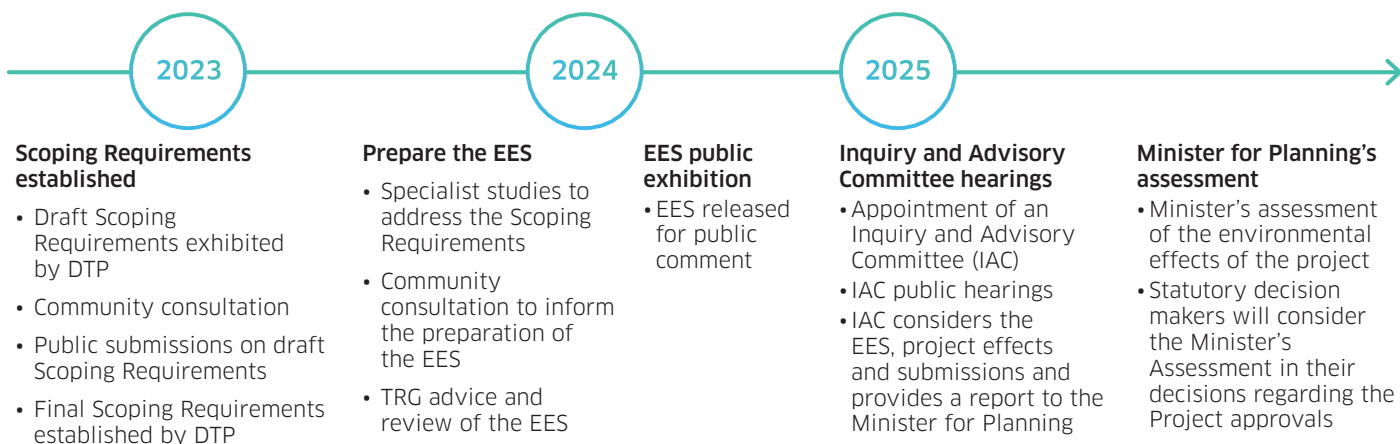 2023
2024
2025
Scoping Requirements
established
• Draft Scoping
Requirements exhibited
by DTP
• Community consultation
• Public submissions on draft
Scoping Requirements
• Final Scoping Requirements
established by DTP
Prepare the EES
• Specialist studies to
address the Scoping
Requirements
• Community
consultation to inform
the preparation of
the EES
• TRG advice and
review of the EES
EES public
exhibition
• EES released
for public
comment
Inquiry and Advisory
Committee hearings
• Appointment of an
Inquiry and Advisory
Committee (IAC)
• IAC public hearings
• IAC considers the
EES, project effects
and submissions and
provides a report to the
Minister for Planning
Minister for Planning's
assessment
• Minister's assessment
of the environmental
effects of the project
• Statutory decision
makers will consider
the Minister's
Assessment in their
decisions regarding the
Project approvals